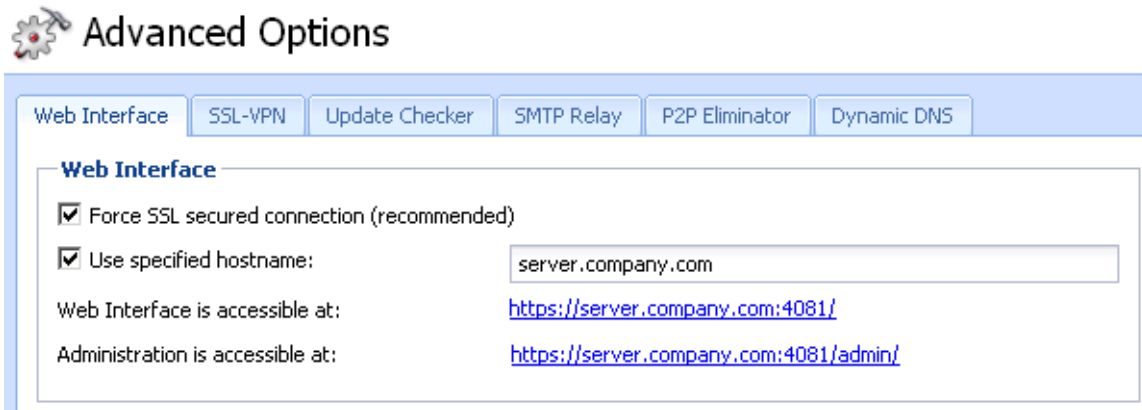 Advanced Options
Web Interface SSL-VPN Update Checker SMTP Relay P2P Eliminator Dynamic DNS
Web Interface
Force SSL secured connection (recommended)
Use specified hostname: server.company.com
Web Interface is accessible at: https://server.company.com:4081/
Administration is accessible at: https://server.company.com:4081/admin/